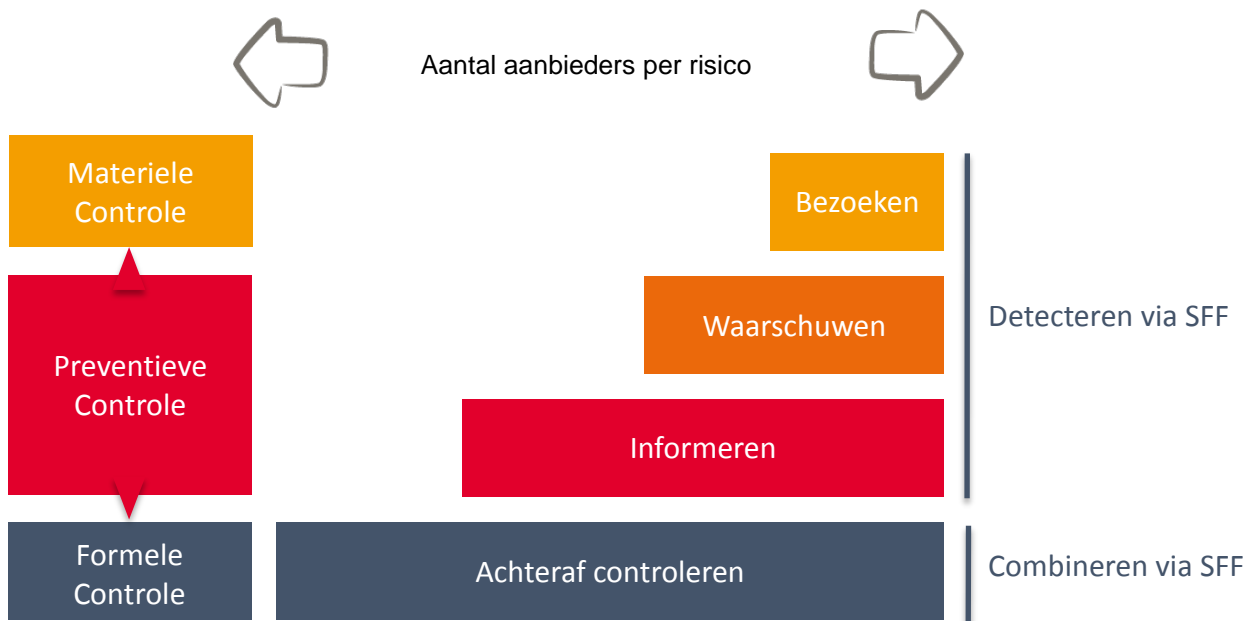 Aantal aanbieders per risico
Materiele
Controle
Bezoeken
Preventieve
Controle
Waarschuwen
Detecteren via SFF
Informeren
Formele
Controle
Achteraf controleren
Combineren via SFF